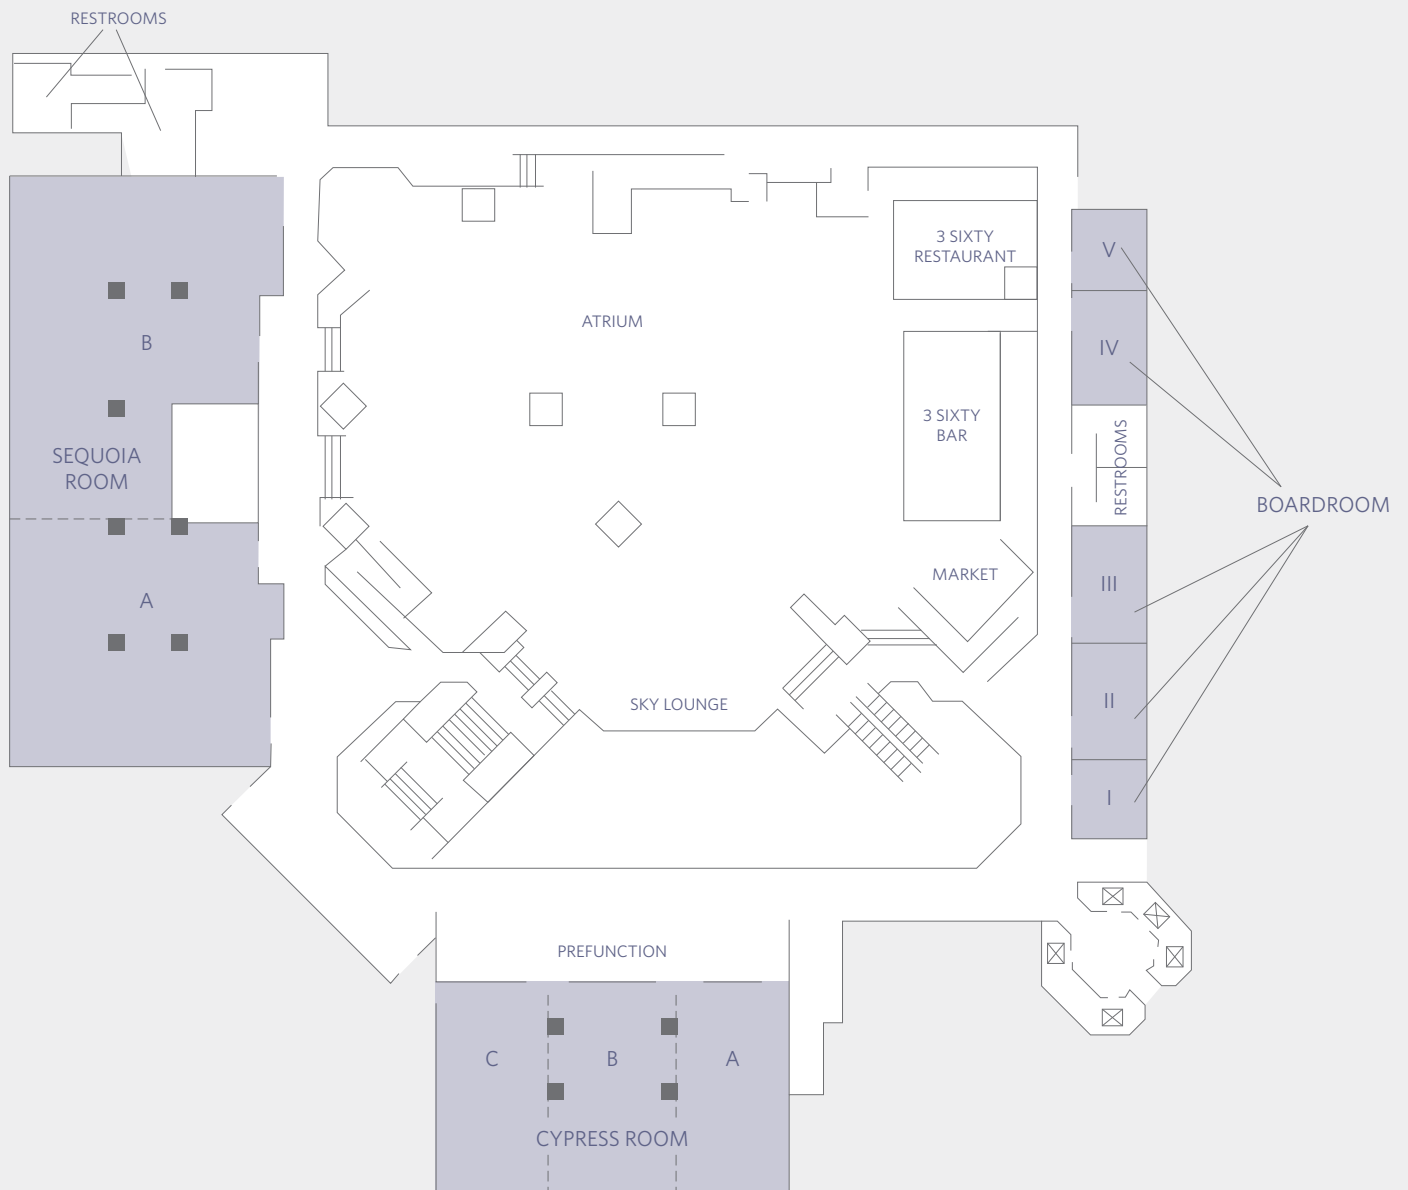 RESTROOMS
3 SIXTY
RESTAURANT
V
ATRIUM
B
IV
3 SIXTY
BAR
SEQUOIA
ROOM
RESTROOMS
BOARDROOM
MARKET
III
A
SKY LOUNGE
II
I
PREFUNCTION
C
B
A
CYPRESS ROOM